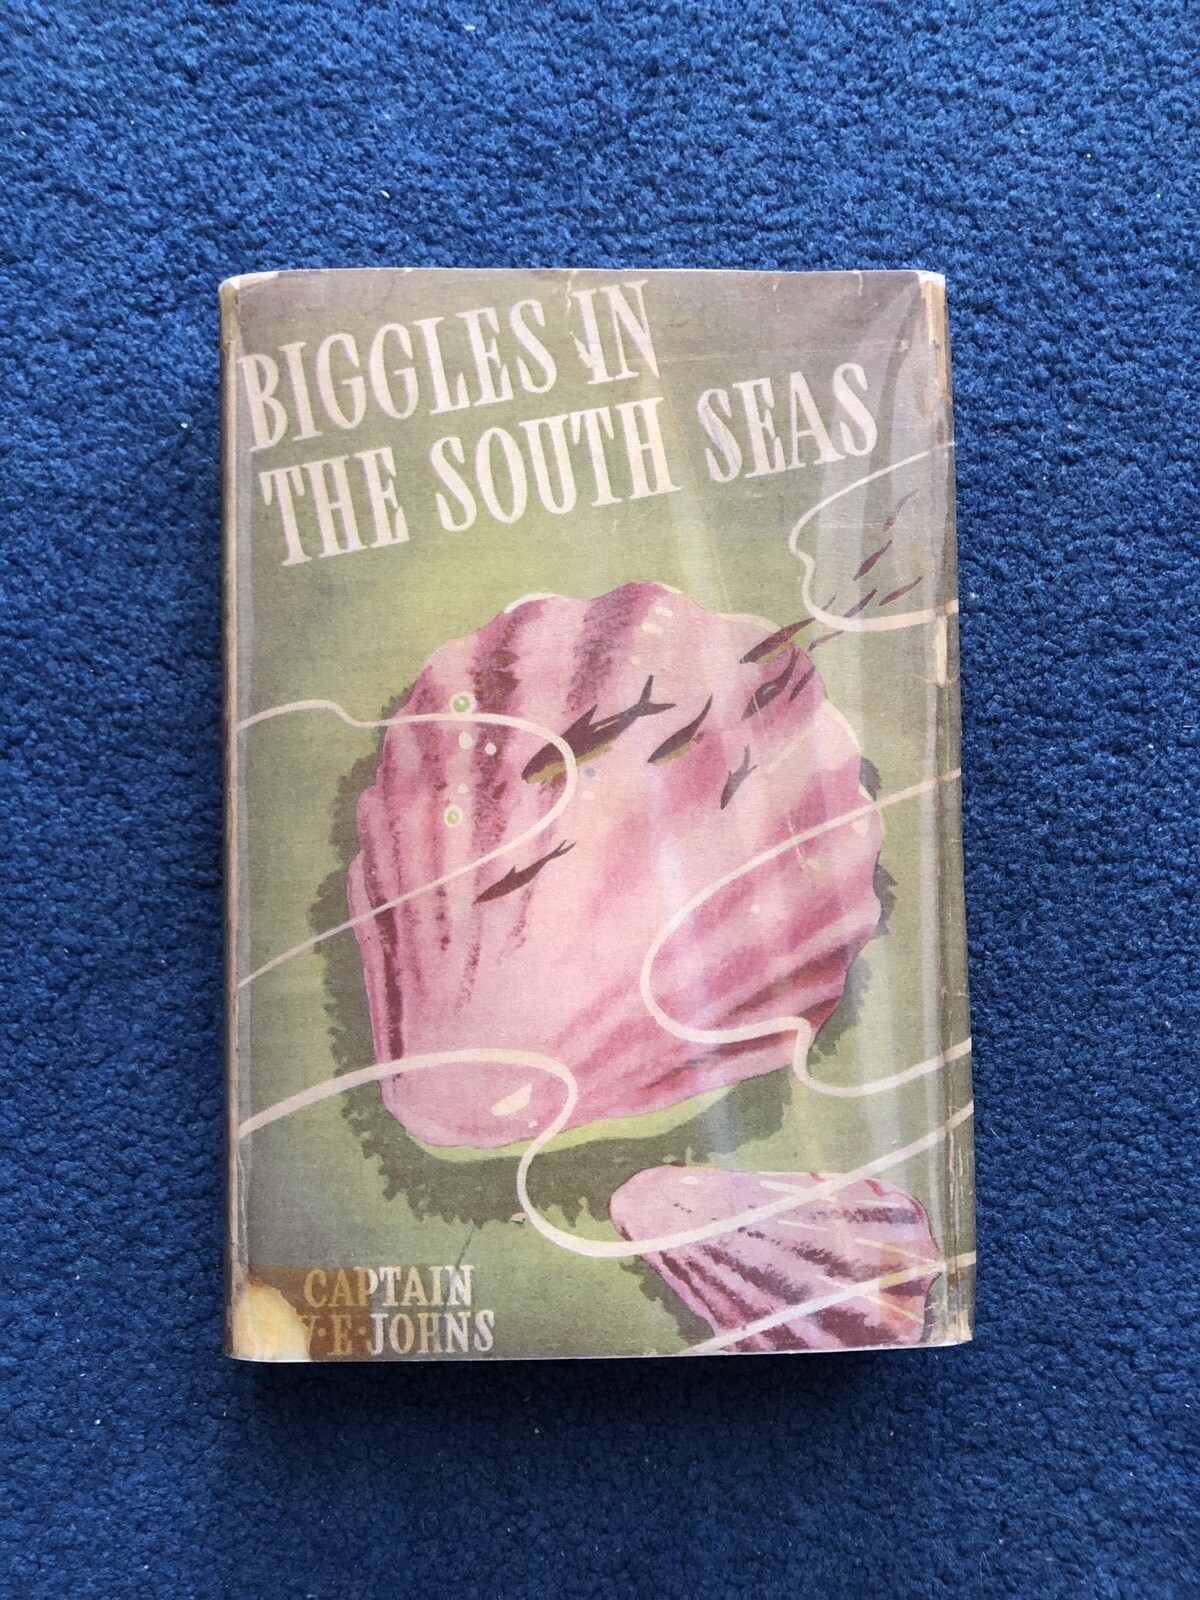 BIGGLES IN
THE SOUTH SEAS
CAPTAIN
E·JOHNS